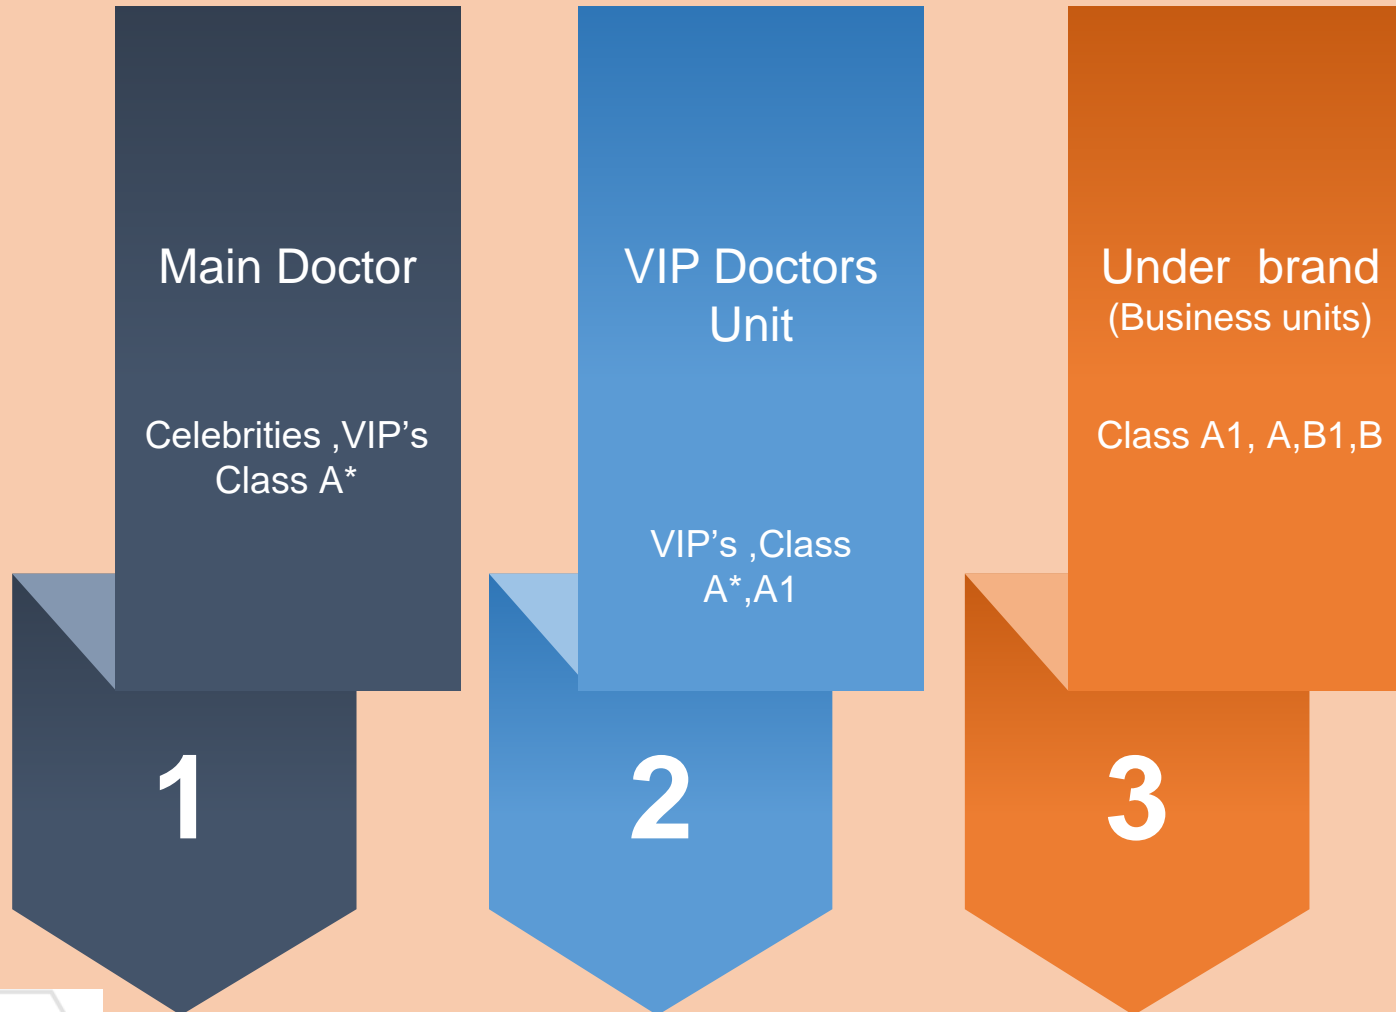 Main Doctor
Celebrities ,VIP’s
Class A*
1
VIP Doctors
Unit
VIP’s ,Class
A*,A1
2
Under  brand
(Business units)
Class A1, A,B1,B
3